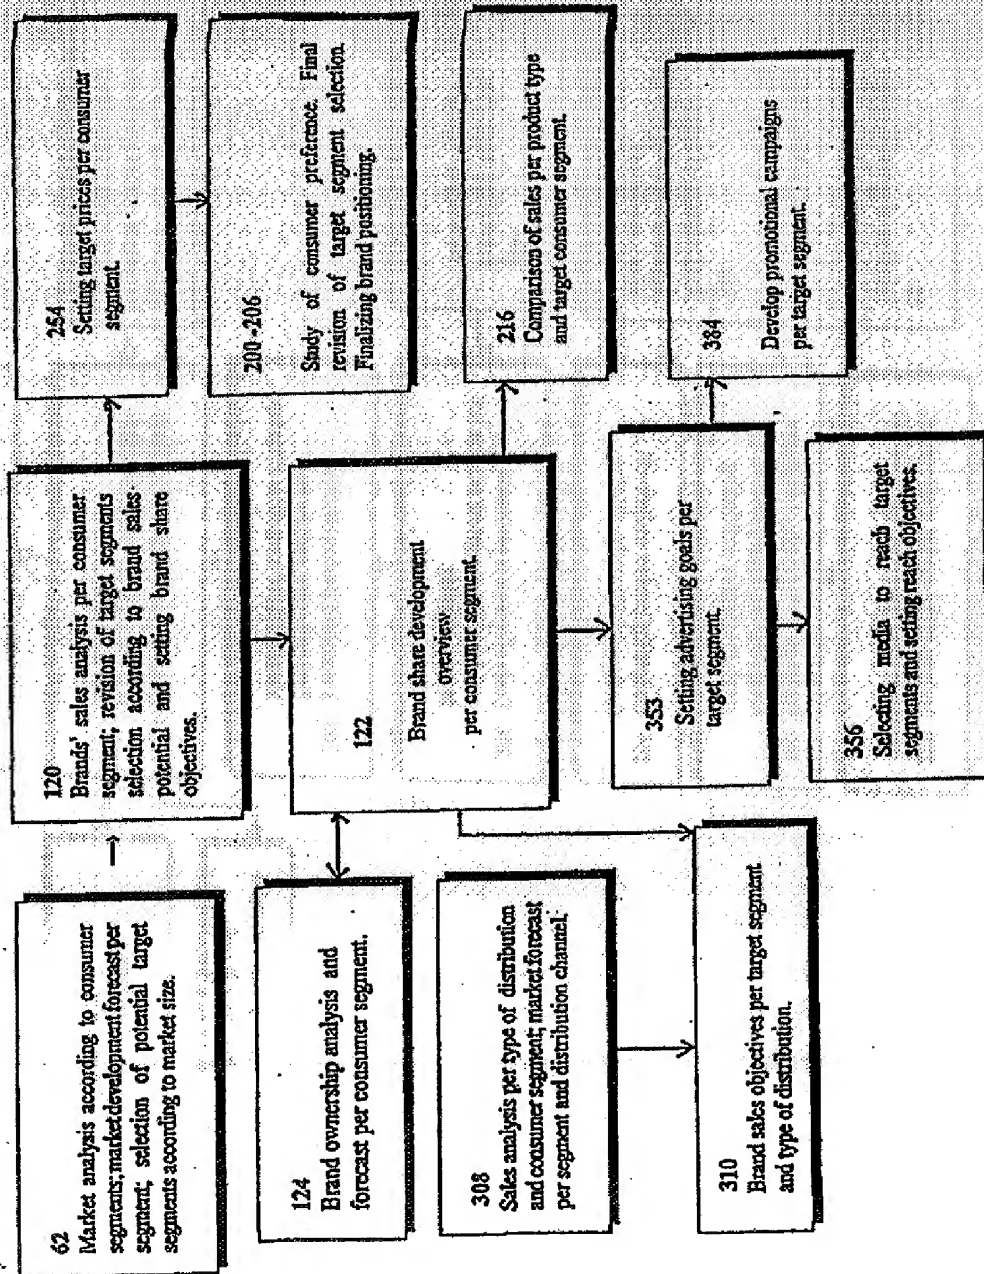 62
Market analysis according to consumer
segments; market development forecast per
segment; selection of potential target
segments according to market size.
120
Brands' sales analysis per consumer
segment; revision of target segments
selection according to brand sales
potential and setting brand share
objectives.
254
Setting target prices per consumer
segment.
200-206
Study of consumer preference. Final
revision of target segment selection.
Finalizing brand positioning.
124
Brand ownership analysis and
forecast per consumer segment.
122
Brand share development
overview
per consumer segment.
216
Comparison of sales per product type
and target consumer segment.
308
Sales analysis per type of distribution
and consumer segment; market forecast
per segment and distribution channel.
353
Setting advertising goals per
target segment.
384
Develop promotional campaigns
per target segment.
310
Brand sales objectives per target segment
and type of distribution.
356
Selecting media to reach target
segments and setting reach objectives.